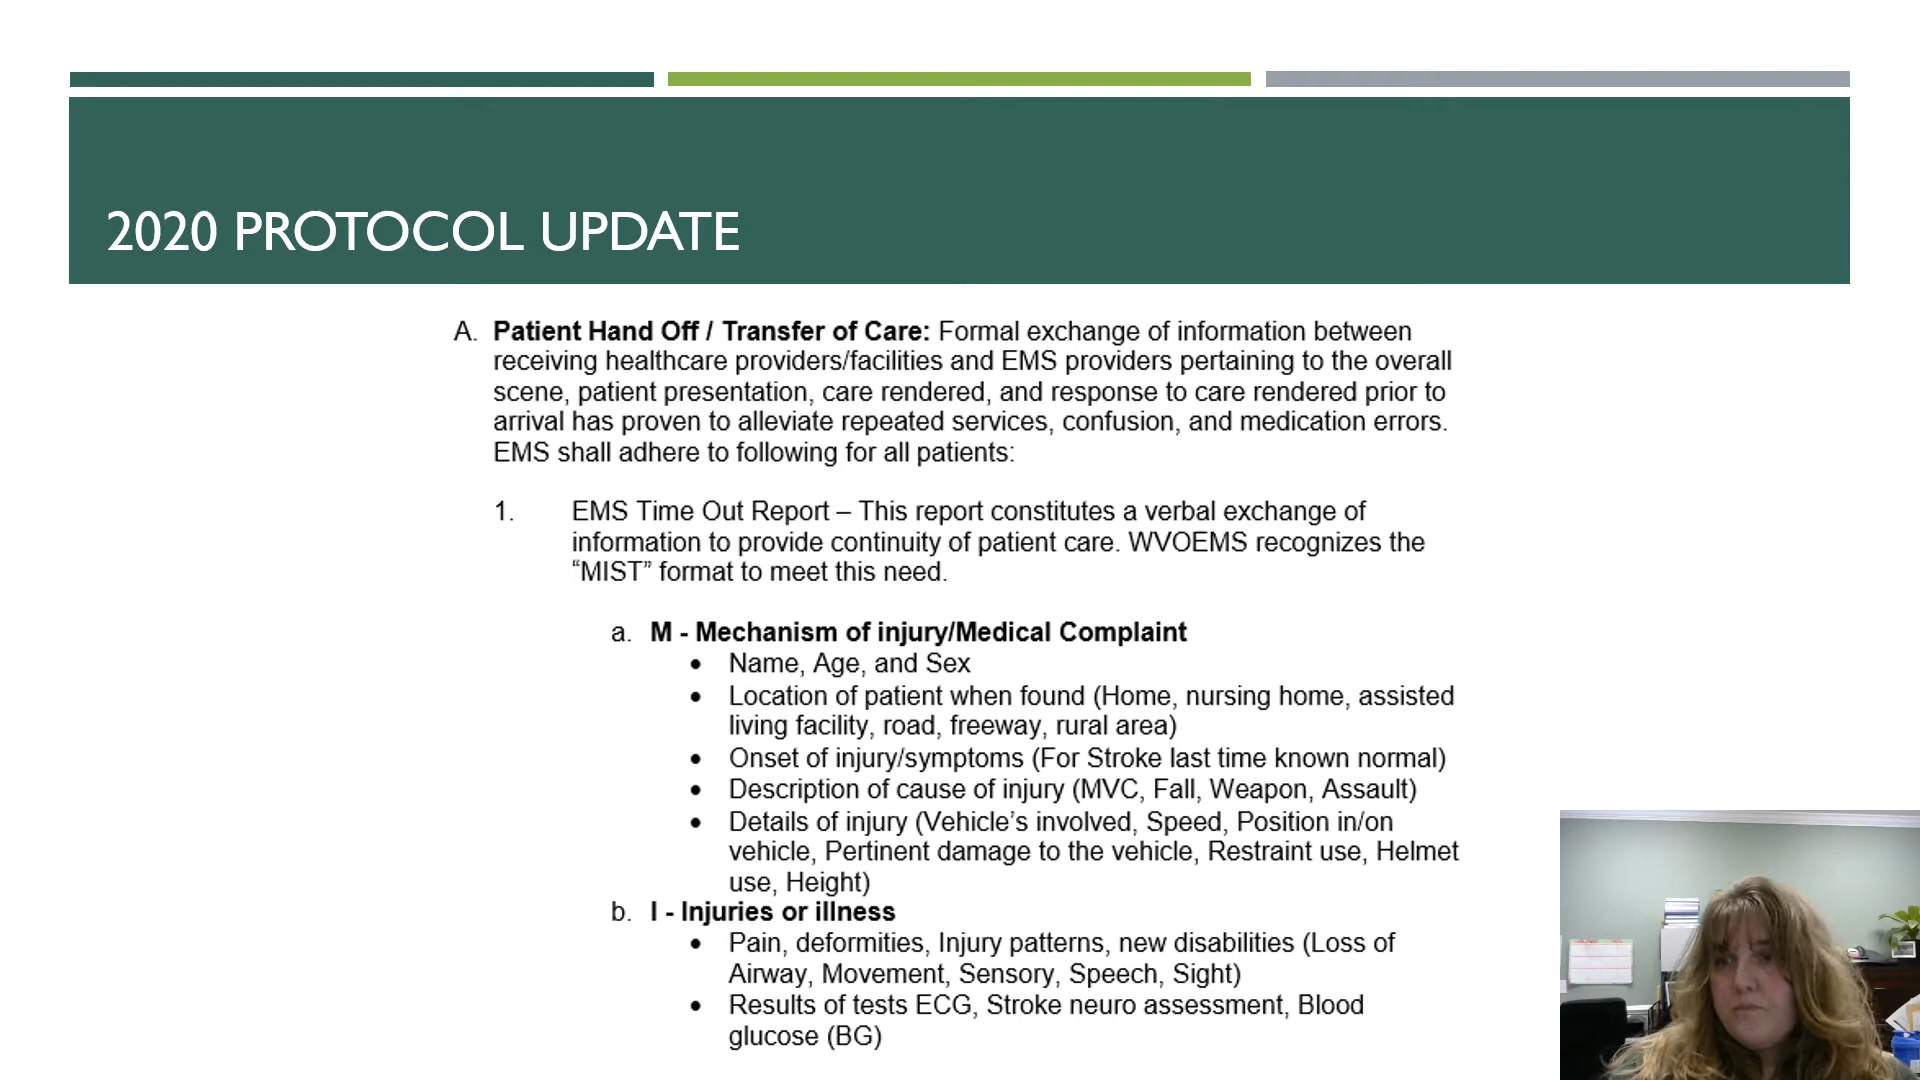 2020 PROTOCOL UPDATE
A. Patient Hand Off / Transfer of Care: Formal exchange of information between
receiving healthcare providers/facilities and EMS providers pertaining to the overall
scene, patient presentation, care rendered, and response to care rendered prior to
arrival has proven to alleviate repeated services, confusion, and medication errors.
EMS shall adhere to following for all patients:
1. EMS Time Out Report – This report constitutes a verbal exchange of
information to provide continuity of patient care. WVOEMS recognizes the
“MIST” format to meet this need.
a. M - Mechanism of injury/Medical Complaint
• Name, Age, and Sex
• Location of patient when found (Home, nursing home, assisted
living facility, road, freeway, rural area)
• Onset of injury/symptoms (For Stroke last time known normal)
• Description of cause of injury (MVC, Fall, Weapon, Assault)
• Details of injury (Vehicle’s involved, Speed, Position in/on
vehicle, Pertinent damage to the vehicle, Restraint use, Helmet
use, Height)
b. I - Injuries or illness
• Pain, deformities, Injury patterns, new disabilities (Loss of
Airway, Movement, Sensory, Speech, Sight)
• Results of tests ECG, Stroke neuro assessment, Blood
glucose (BG)